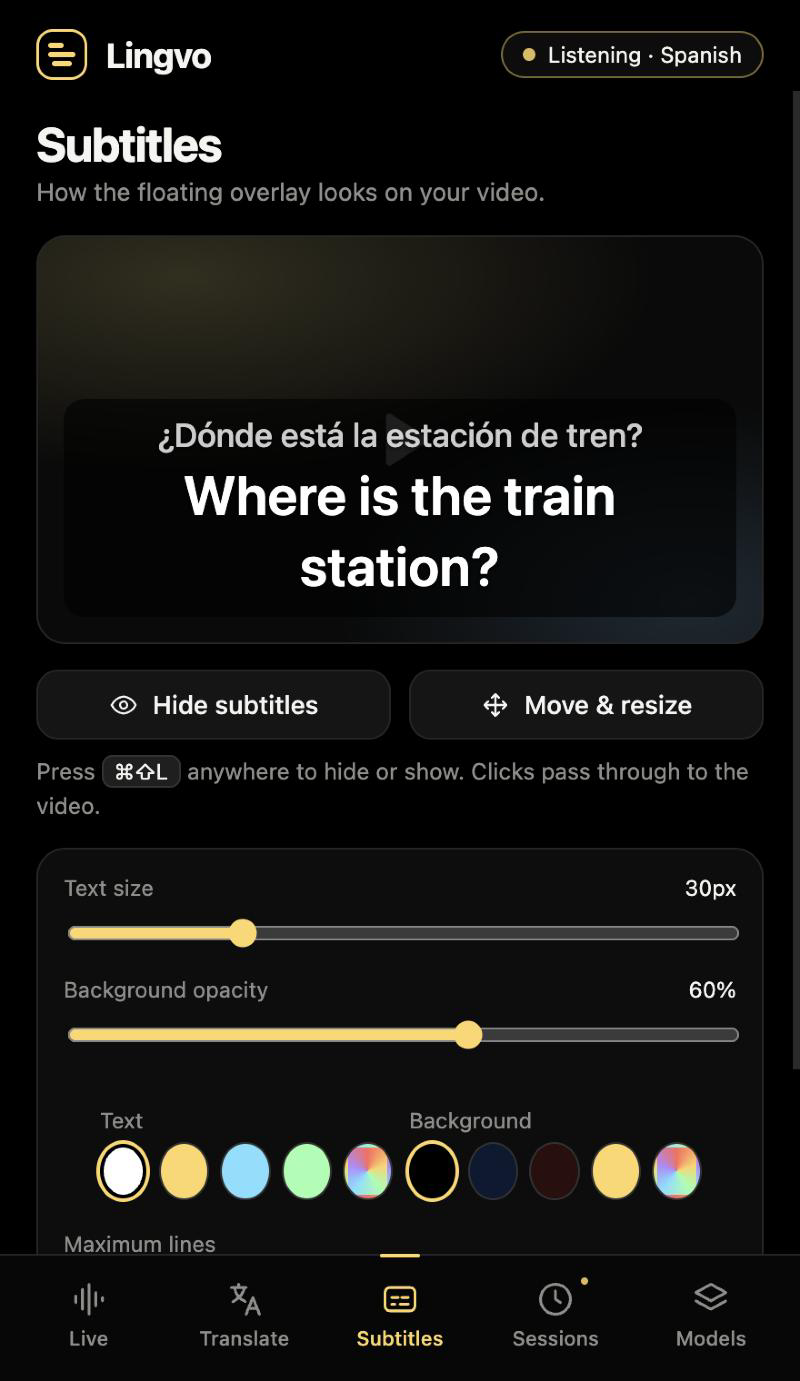 Lingvo
Listening · Spanish
Subtitles
How the floating overlay looks on your video.
¿Dónde está la estación de tren?
Where is the train
station?
Hide subtitles
Move & resize
Press ⌘⇧L anywhere to hide or show. Clicks pass through to the
video.
Text size
30px
Background opacity
60%
Text
Background
Maximum lines
Live
Translate
Subtitles
Sessions
Models